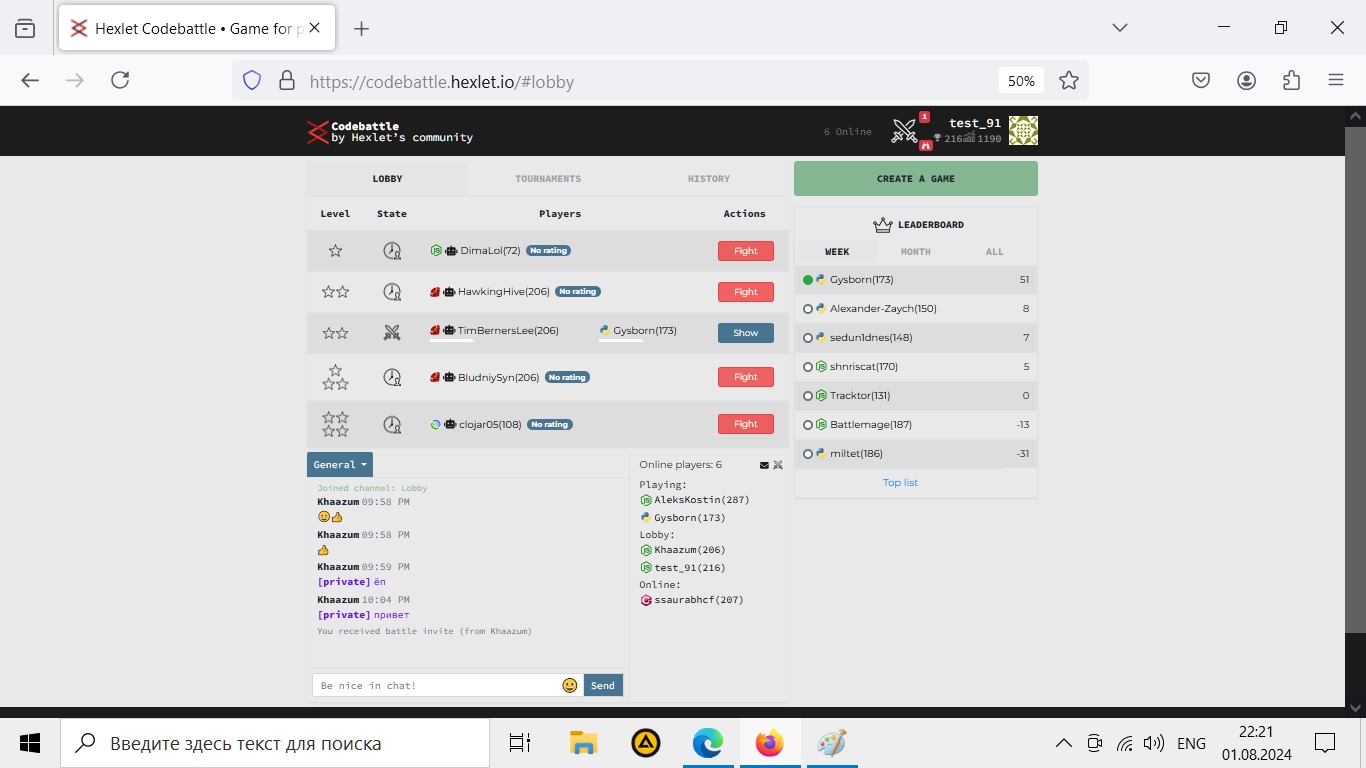 Hexlet Codebattle • Game for p
https://codebattle.hexlet.io/#lobby
50%
Codebattle
by Hexlet's community
6 Online
1
test_91
216 1190
LOBBY TOURNAMENTS HISTORY
CREATE A GAME
Level State Players Actions
DimaLol(72) No rating Fight
HawkingHive(206) No rating Fight
TimBernersLee(206) Gysborn(173) Show
BludniySyn(206) No rating Fight
clojar05(108) No rating Fight
LEADERBOARD
WEEK MONTH ALL
Gysborn(173) 51
Alexander-Zaych(150) 8
sedun1dnes(148) 7
shnriscat(170) 5
Tracktor(131) 0
Battlemage(187) -13
miltet(186) -31
Top list
General
Joined channel: Lobby
Khaazum 09:58 PM
Khaazum 09:58 PM
Khaazum 09:59 PM
[private] ёп
Khaazum 10:04 PM
[private] привет
You received battle invite (from Khaazum)
Be nice in chat!
Send
Online players: 6
Playing:
AleksKostin(287)
Gysborn(173)
Lobby:
Khaazum(206)
test_91(216)
Online:
ssaurabhcf(207)
Введите здесь текст для поиска
ENG
22:21
01.08.2024